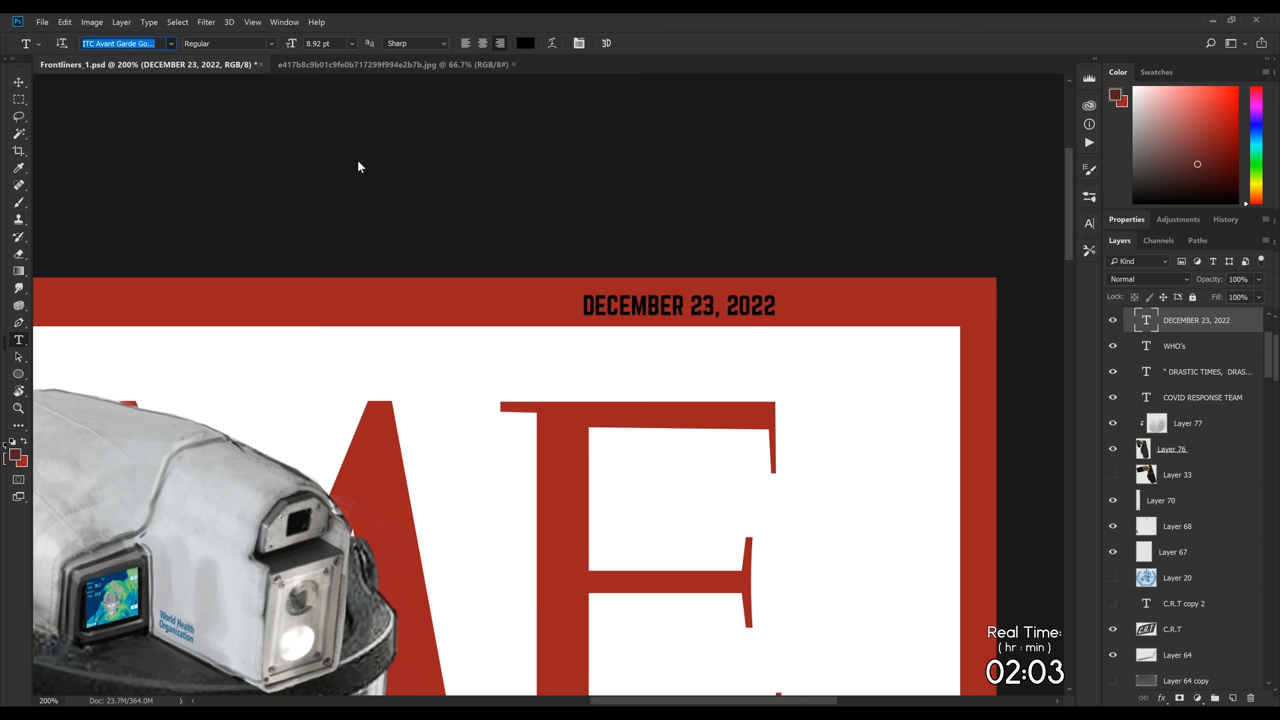 Ps File Edit Image Layer Type Select Filter 3D View Window Help
T ITC Avant Garde Go... Regular 8.92 pt aa Sharp 3D
Frontliners_1.psd @ 200% (DECEMBER 23, 2022, RGB/8) * × e417b8c9b01c9fe0b717299f994e2b7b.jpg @ 66.7% (RGB/8#) ×
Color Swatches
Properties Adjustments History
Layers Channels Paths
Kind
Normal Opacity: 100%
Lock: Fill: 100%
T DECEMBER 23, 2022
T WHO's
T " DRASTIC TIMES, DRAS...
T COVID RESPONSE TEAM
Layer 77
Layer 76
Layer 33
Layer 70
Layer 68
Layer 67
Layer 20
T C.R.T copy 2
C.R.T C.R.T
Layer 64
Layer 64 copy
fx
DECEMBER 23, 2022
World Health
Organization
Real Time:
( hr : min )
02:03
200% Doc: 23.7M/364.0M